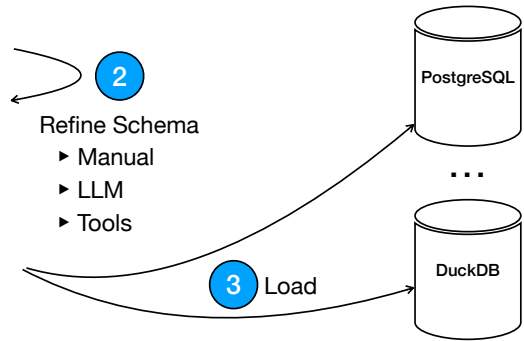 2
Refine Schema
▸ Manual
▸ LLM
▸ Tools
3 Load
PostgreSQL
...
DuckDB